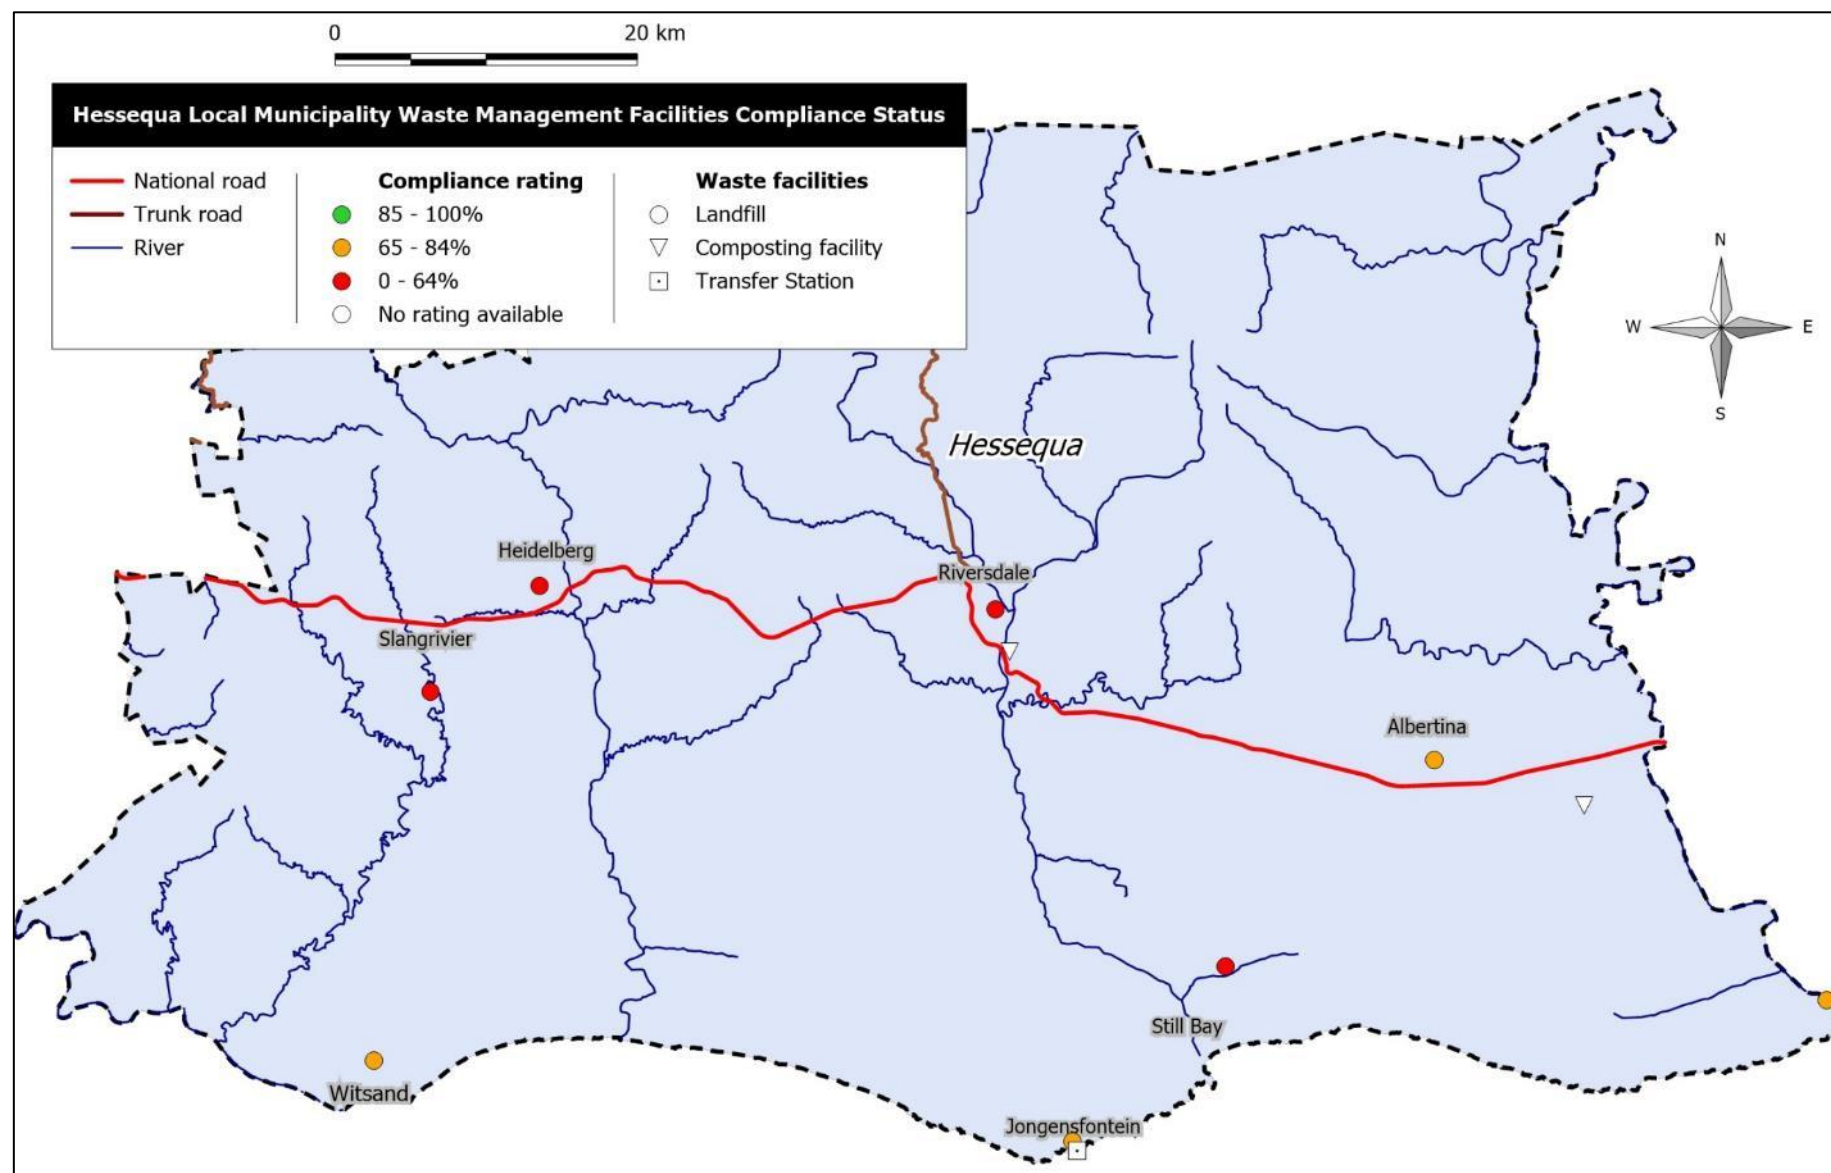 0 20 km
Hessequa Local Municipality Waste Management Facilities Compliance Status
National road
Trunk road
River
Compliance rating
85 - 100%
65 - 84%
0 - 64%
No rating available
Waste facilities
Landfill
Composting facility
Transfer Station
N
W E
S
Hessequa
Heidelberg
Riversdale
Slangrivier
Albertina
Still Bay
Witsand
Jongensfontein